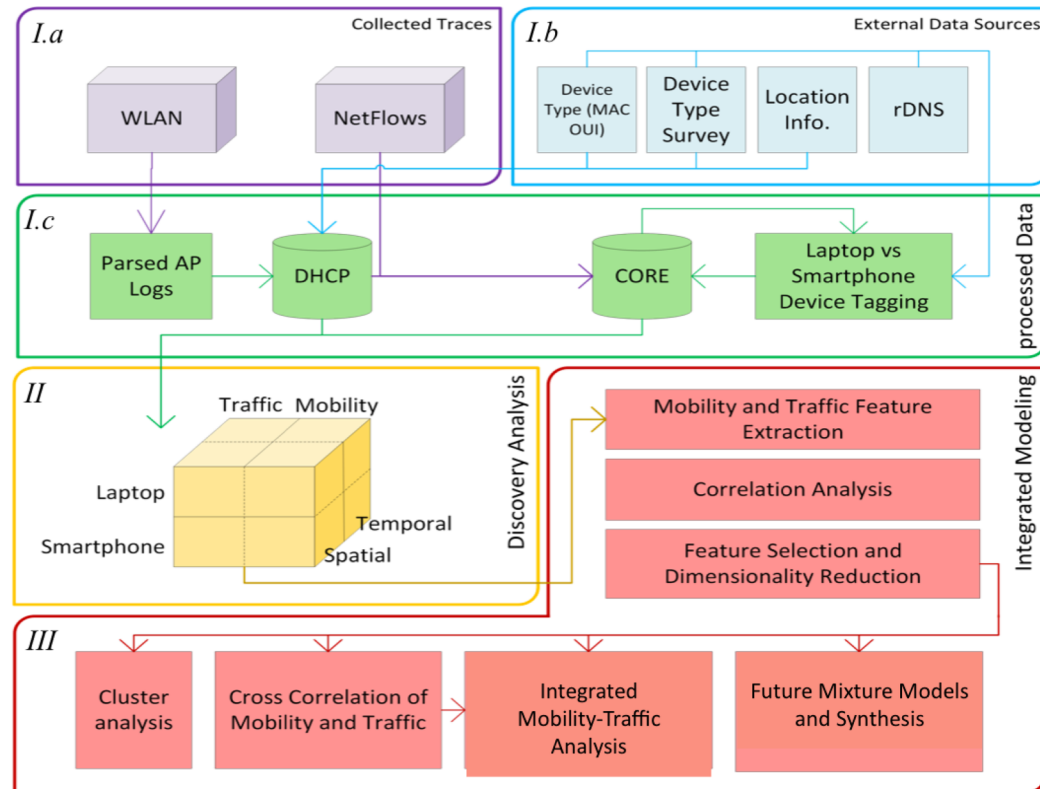 I.a
Collected Traces
WLAN
NetFlows
I.b
External Data Sources
Device
Type (MAC
OUI)
Device
Type
Survey
Location
Info.
rDNS
I.c
processed Data
Parsed AP
Logs
DHCP
CORE
Laptop vs
Smartphone
Device Tagging
II
Discovery Analysis
Traffic Mobility
Laptop
Smartphone
Temporal
Spatial
Integrated Modeling
Mobility and Traffic Feature
Extraction
Correlation Analysis
Feature Selection and
Dimensionality Reduction
III
Cluster
analysis
Cross Correlation of
Mobility and Traffic
Integrated
Mobility-Traffic
Analysis
Future Mixture Models
and Synthesis